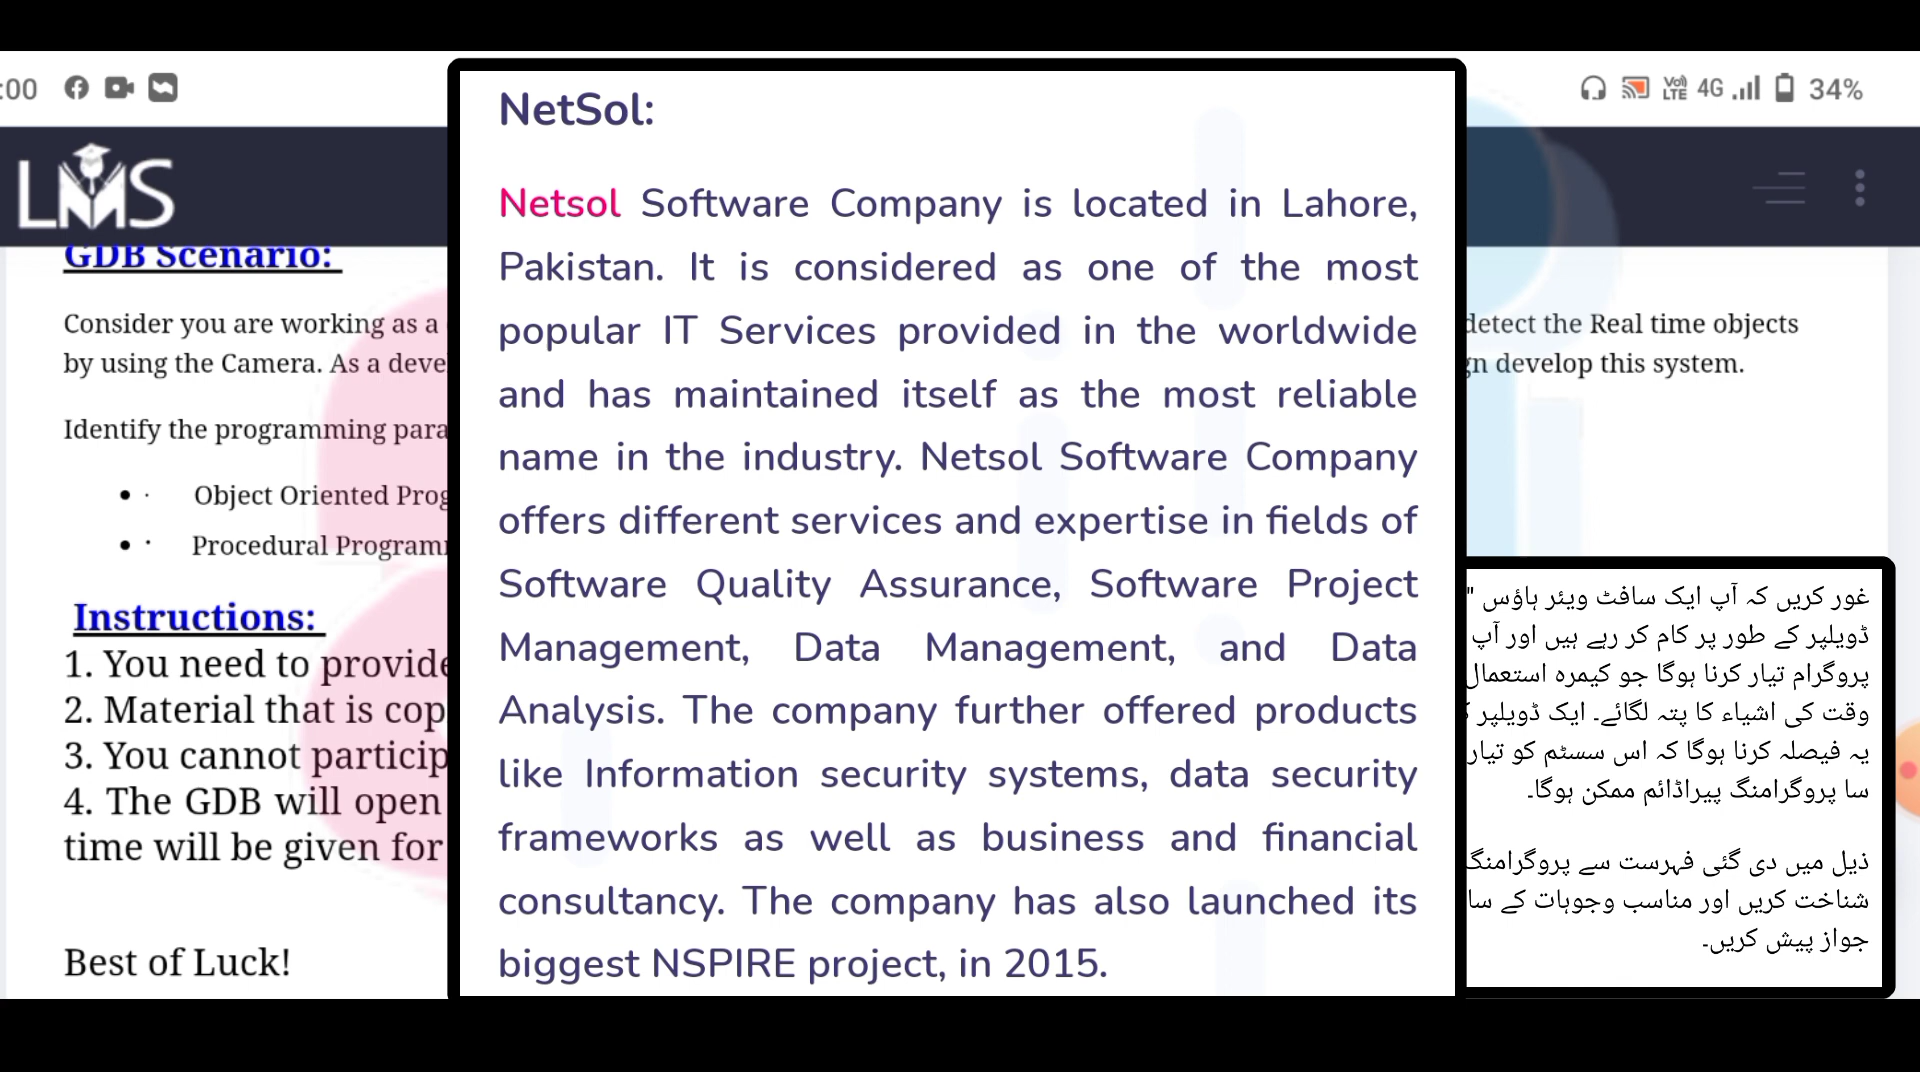 :00
VoI) LTE 4G 34%
LMS
GDB Scenario:
Consider you are working as a
by using the Camera. As a
Identify the programming
• · Object Oriented
• · Procedural
Instructions:
1. You need to provide
2. Material that is
3. You cannot
4. The GDB will open
time will be given for
Best of Luck!
NetSol:
Netsol Software Company is located in Lahore,
Pakistan. It is considered as one of the most
popular IT Services provided in the worldwide
and has maintained itself as the most reliable
name in the industry. Netsol Software Company
offers different services and expertise in fields of
Software Quality Assurance, Software Project
Management, Data Management, and Data
Analysis. The company further offered products
like Information security systems, data security
frameworks as well as business and financial
consultancy. The company has also launched its
biggest NSPIRE project, in 2015.
detect the Real time objects
develop this system.
غور کریں کہ آپ ایک سافٹ ویئر ہاؤس "
ڈویلپر کے طور پر کام کر رہے ہیں اور آپ
پروگرام تیار کرنا ہوگا جو کیمرہ استعمال
وقت کی اشیاء کا پتہ لگائے۔ ایک ڈویلپر
یہ فیصلہ کرنا ہوگا کہ اس سسٹم کو تیار
سا پروگرامنگ پیراڈائم ممکن ہوگا۔
ذیل میں دی گئی فہرست سے پروگرامنگ
شناخت کریں اور مناسب وجوہات کے سا
جواز پیش کریں۔